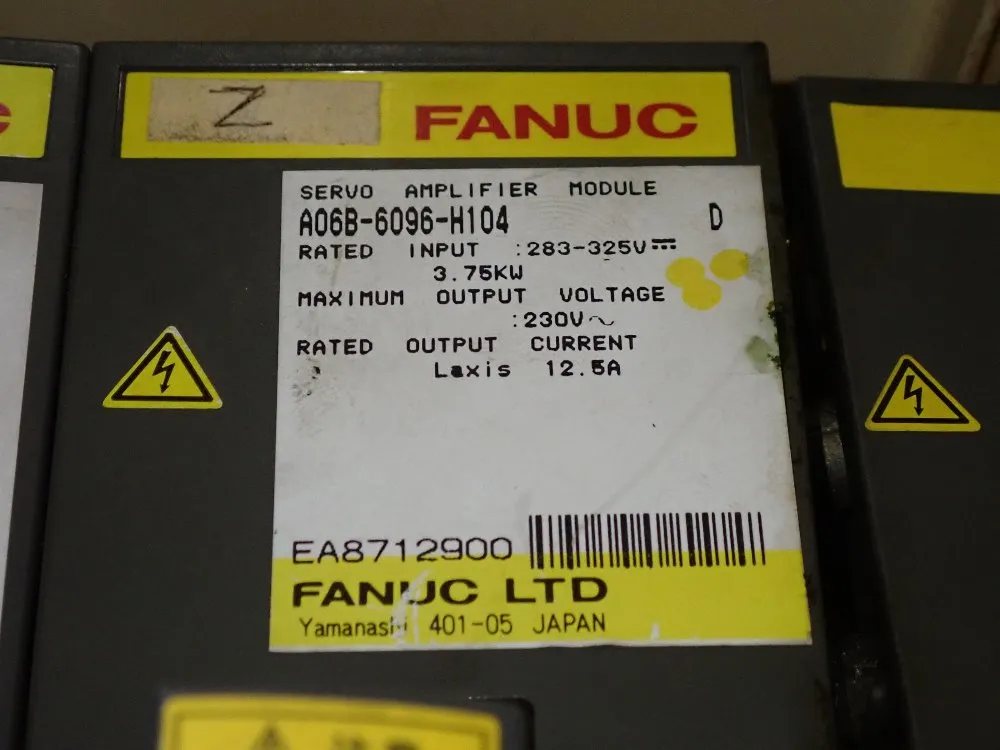 Z
FANUC
SERVO AMPLIFIER MODULE
A06B-6096-H104 D
RATED INPUT :283-325V⎓
3.75KW
MAXIMUM OUTPUT VOLTAGE
:230V～
RATED OUTPUT CURRENT
Laxis 12.5A
EA8712900
FANUC LTD
Yamanashi 401-05 JAPAN